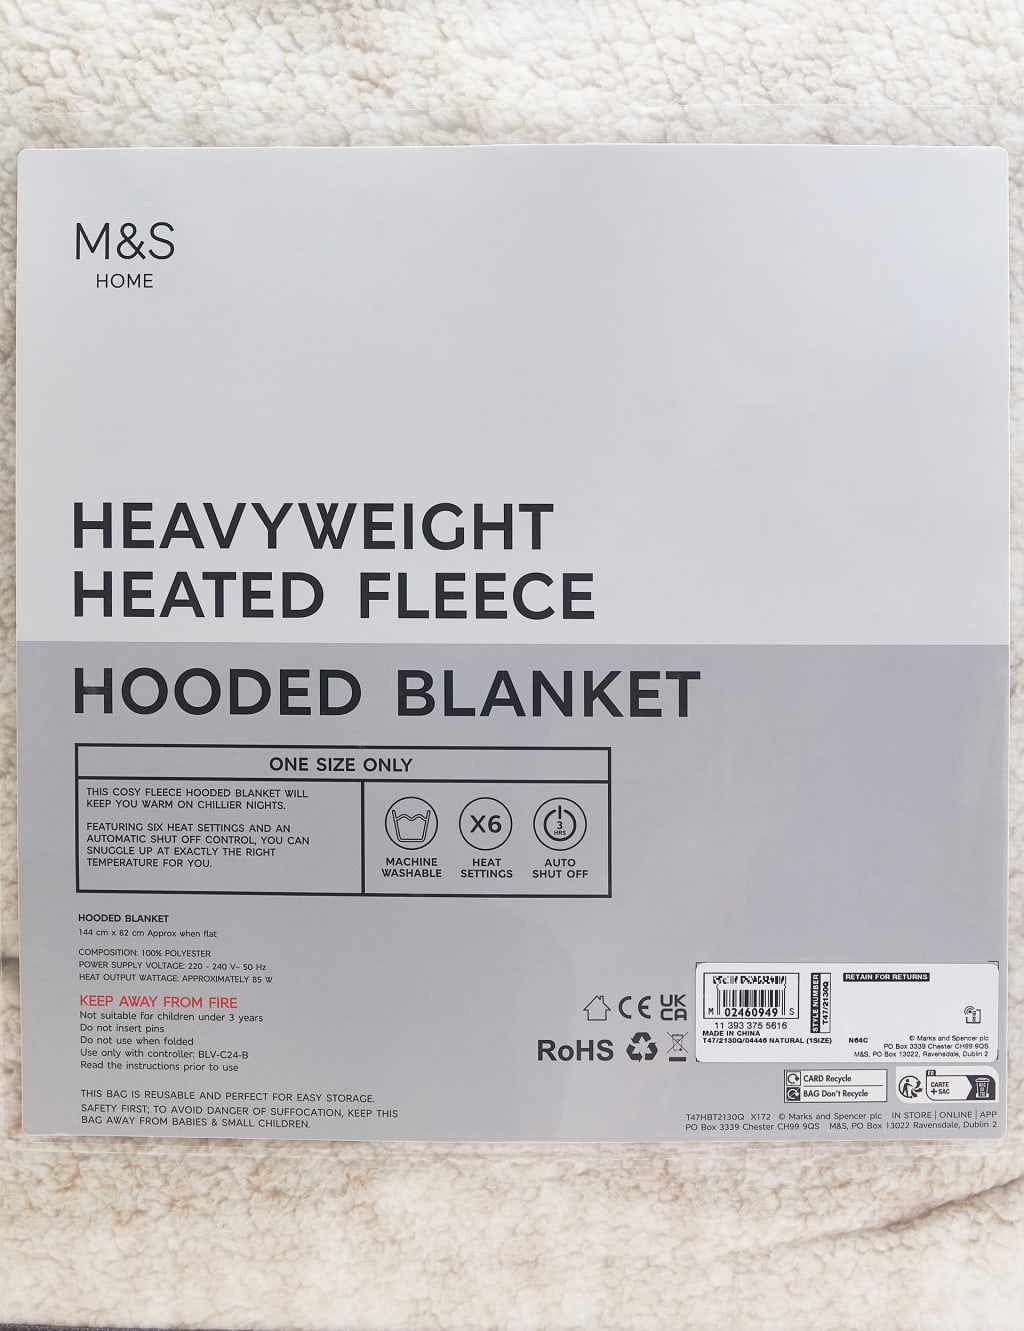 M&S
HOME
HEAVYWEIGHT
HEATED FLEECE
HOODED BLANKET
ONE SIZE ONLY
THIS COSY FLEECE HOODED BLANKET WILL
KEEP YOU WARM ON CHILLIER NIGHTS.
FEATURING SIX HEAT SETTINGS AND AN
AUTOMATIC SHUT OFF CONTROL, YOU CAN
SNUGGLE UP AT EXACTLY THE RIGHT
TEMPERATURE FOR YOU.
X6
3
HRS
MACHINE
WASHABLE
HEAT
SETTINGS
AUTO
SHUT OFF
HOODED BLANKET
144 cm x 82 cm Approx when flat
COMPOSITION: 100% POLYESTER
POWER SUPPLY VOLTAGE: 220 - 240 V~ 50 Hz
HEAT OUTPUT WATTAGE: APPROXIMATELY 85 W
KEEP AWAY FROM FIRE
Not suitable for children under 3 years
Do not insert pins
Do not use when folded
Use only with controller: BLV-C24-B
Read the instructions prior to use
THIS BAG IS REUSABLE AND PERFECT FOR EASY STORAGE.
SAFETY FIRST; TO AVOID DANGER OF SUFFOCATION, KEEP THIS
BAG AWAY FROM BABIES & SMALL CHILDREN.
CE UK CA
RoHS
M 02460949 S
11 393 375 5616
MADE IN CHINA
T47/2130Q/04446 NATURAL (1SIZE) N64C
STYLE NUMBER
T47/2130Q
RETAIN FOR RETURNS
© Marks and Spencer plc
PO Box 3339 Chester CH99 9QS
M&S, PO Box 13022, Ravensdale, Dublin 2
CARD Recycle
BAG Don't Recycle
FR
CARTE
+ SAC
T47HBT2130Q X172 © Marks and Spencer plc IN STORE | ONLINE | APP
PO Box 3339 Chester CH99 9QS M&S, PO Box 13022 Ravensdale, Dublin 2